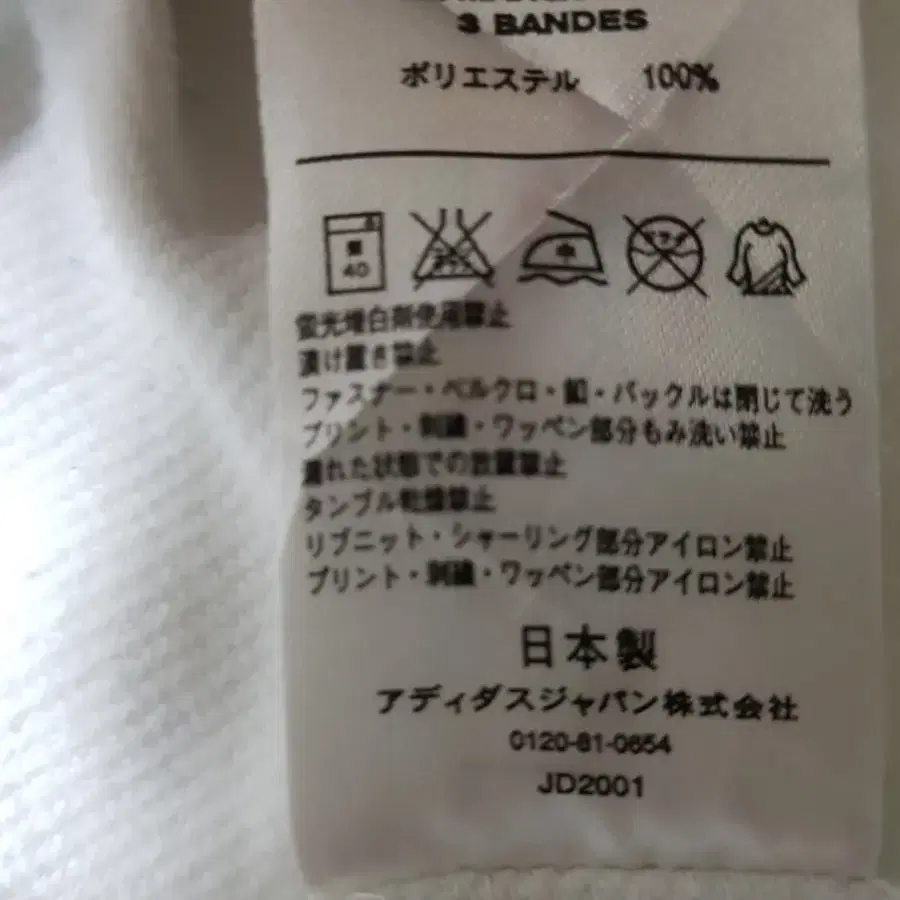 3 BANDES
ポリエステル 100%
40
中
蛍光増白剤使用禁止
漬け置き禁止
ファスナー・ベルクロ・釦・バックルは閉じて洗う
プリント・刺繍・ワッペン部分もみ洗い禁止
濡れた状態での放置禁止
タンブル乾燥禁止
リブニット・シャーリング部分アイロン禁止
プリント・刺繍・ワッペン部分アイロン禁止
日本製
アディダスジャパン株式会社
0120-81-0654
JD2001